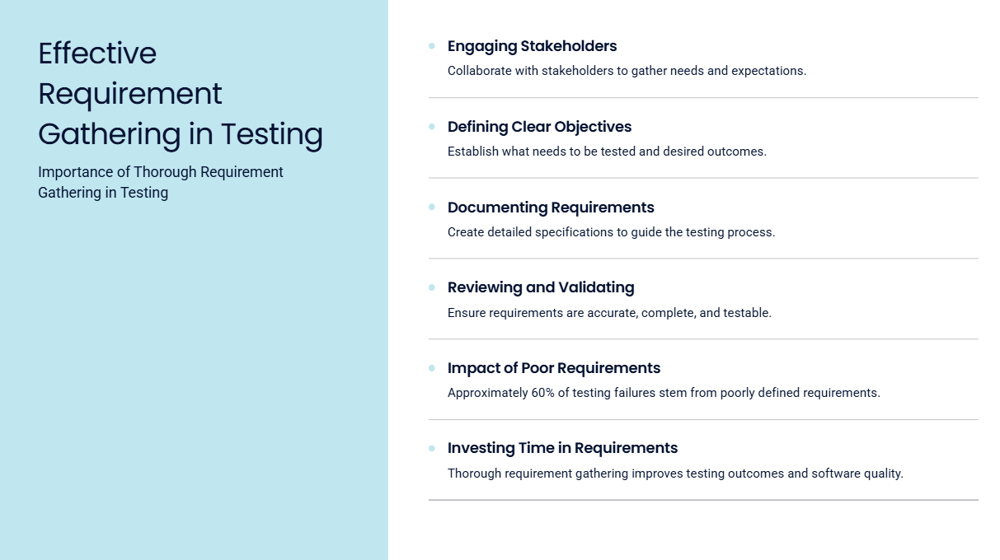 Effective
Requirement
Gathering in Testing
Importance of Thorough Requirement
Gathering in Testing
Engaging Stakeholders
Collaborate with stakeholders to gather needs and expectations.
Defining Clear Objectives
Establish what needs to be tested and desired outcomes.
Documenting Requirements
Create detailed specifications to guide the testing process.
Reviewing and Validating
Ensure requirements are accurate, complete, and testable.
Impact of Poor Requirements
Approximately 60% of testing failures stem from poorly defined requirements.
Investing Time in Requirements
Thorough requirement gathering improves testing outcomes and software quality.